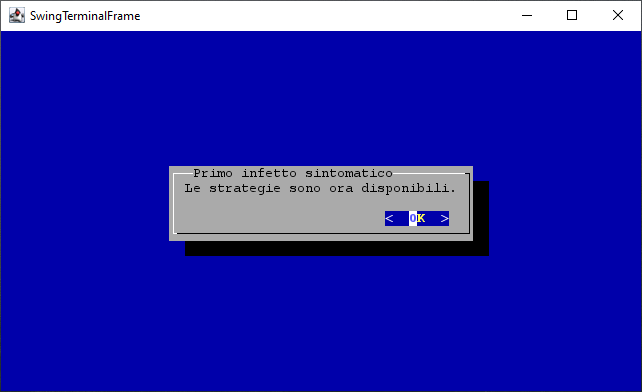 SwingTerminalFrame
Primo infetto sintomatico
Le strategie sono ora disponibili.
< OK >